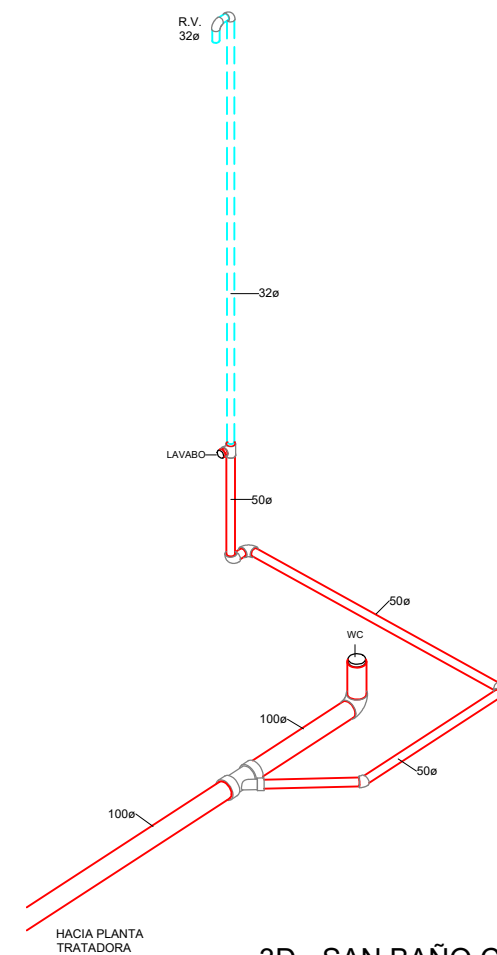 R.V.
32ø
32ø
LAVABO
50ø
50ø
WC
100ø
50ø
100ø
HACIA PLANTA
TRATADORA
3D - SAN BAÑO